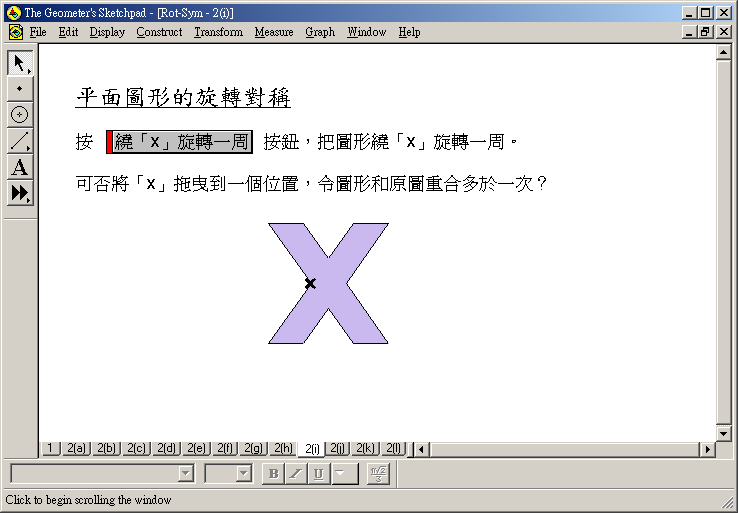 The Geometer's Sketchpad - [Rot-Sym - 2(i)]
File Edit Display Construct Transform Measure Graph Window Help
平面圖形的旋轉對稱
按 繞「x」旋轉一周 按鈕，把圖形繞「x」旋轉一周。
可否將「x」拖曳到一個位置，令圖形和原圖重合多於一次？
A
1 2(a) 2(b) 2(c) 2(d) 2(e) 2(f) 2(g) 2(h) 2(i) 2(j) 2(k) 2(l)
B I U
Click to begin scrolling the window